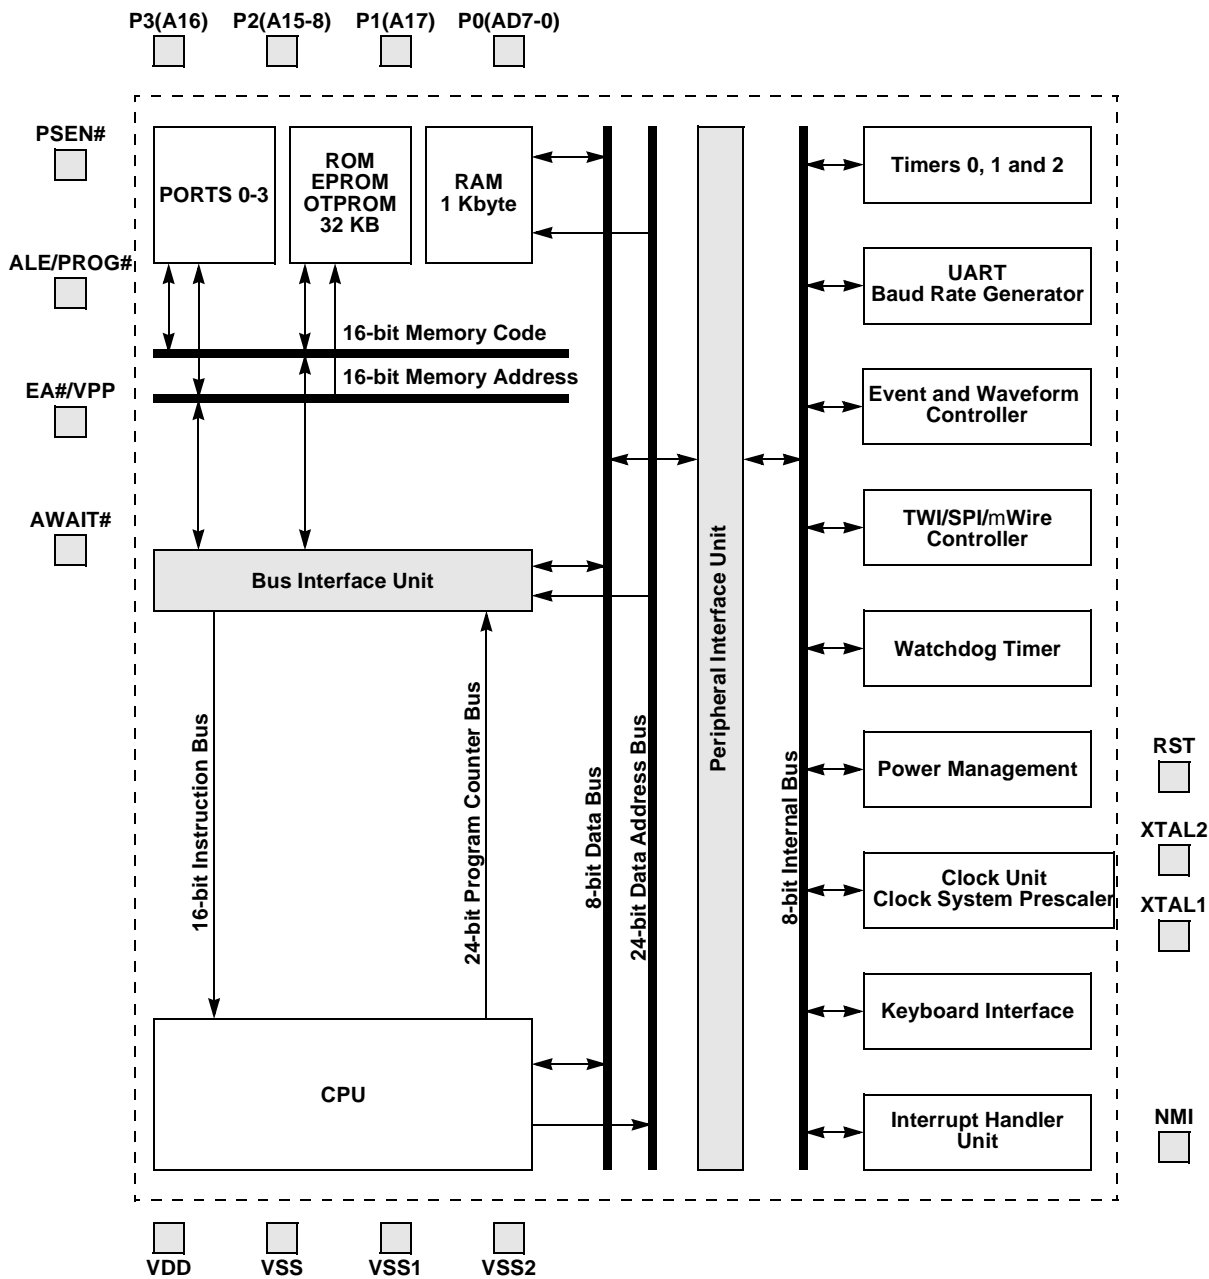 P3(A16) P2(A15-8) P1(A17) P0(AD7-0)
PSEN#
ALE/PROG#
EA#/VPP
AWAIT#
PORTS 0-3
ROM
EPROM
OTPROM
32 KB
RAM
1 Kbyte
16-bit Memory Code
16-bit Memory Address
Bus Interface Unit
16-bit Instruction Bus
24-bit Program Counter Bus
8-bit Data Bus
24-bit Data Address Bus
Peripheral Interface Unit
8-bit Internal Bus
CPU
Timers 0, 1 and 2
UART
Baud Rate Generator
Event and Waveform
Controller
TWI/SPI/mWire
Controller
Watchdog Timer
Power Management
Clock Unit
Clock System Prescaler
Keyboard Interface
Interrupt Handler
Unit
RST
XTAL2
XTAL1
NMI
VDD VSS VSS1 VSS2